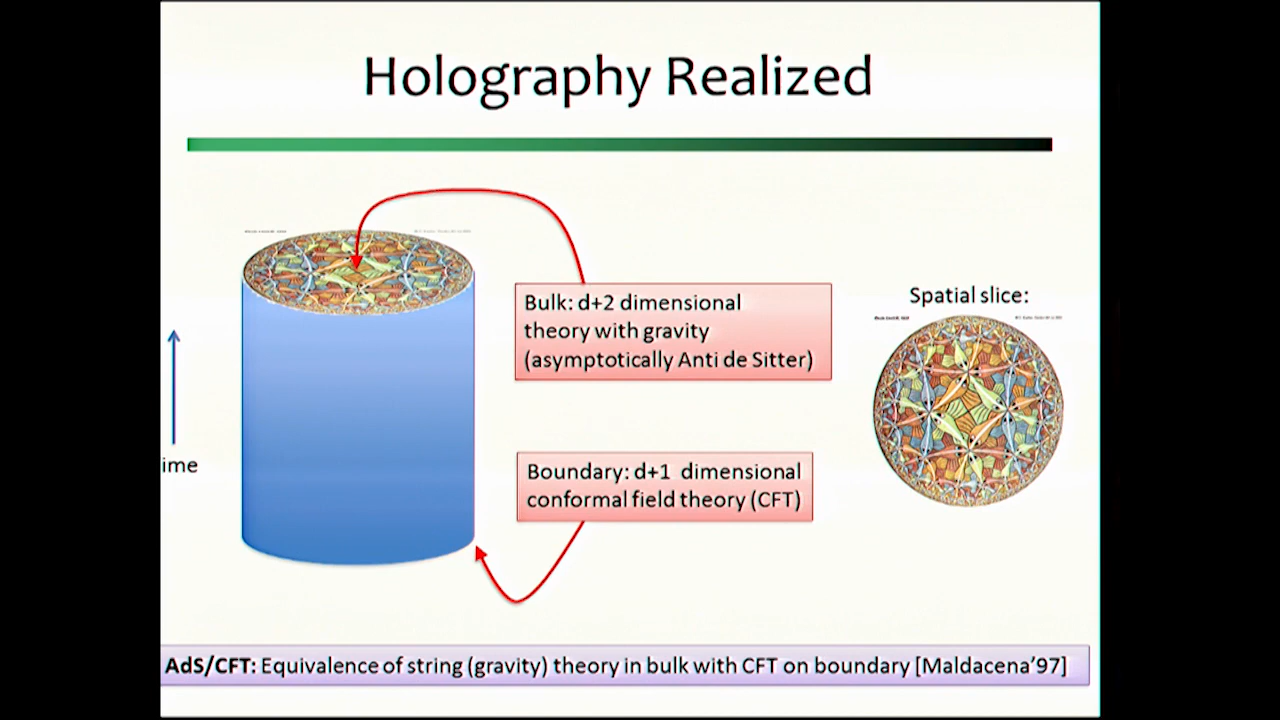 Holography Realized
Bulk: d+2 dimensional
theory with gravity
(asymptotically Anti de Sitter)
Spatial slice:
ime
Boundary: d+1 dimensional
conformal field theory (CFT)
AdS/CFT: Equivalence of string (gravity) theory in bulk with CFT on boundary [Maldacena’97]